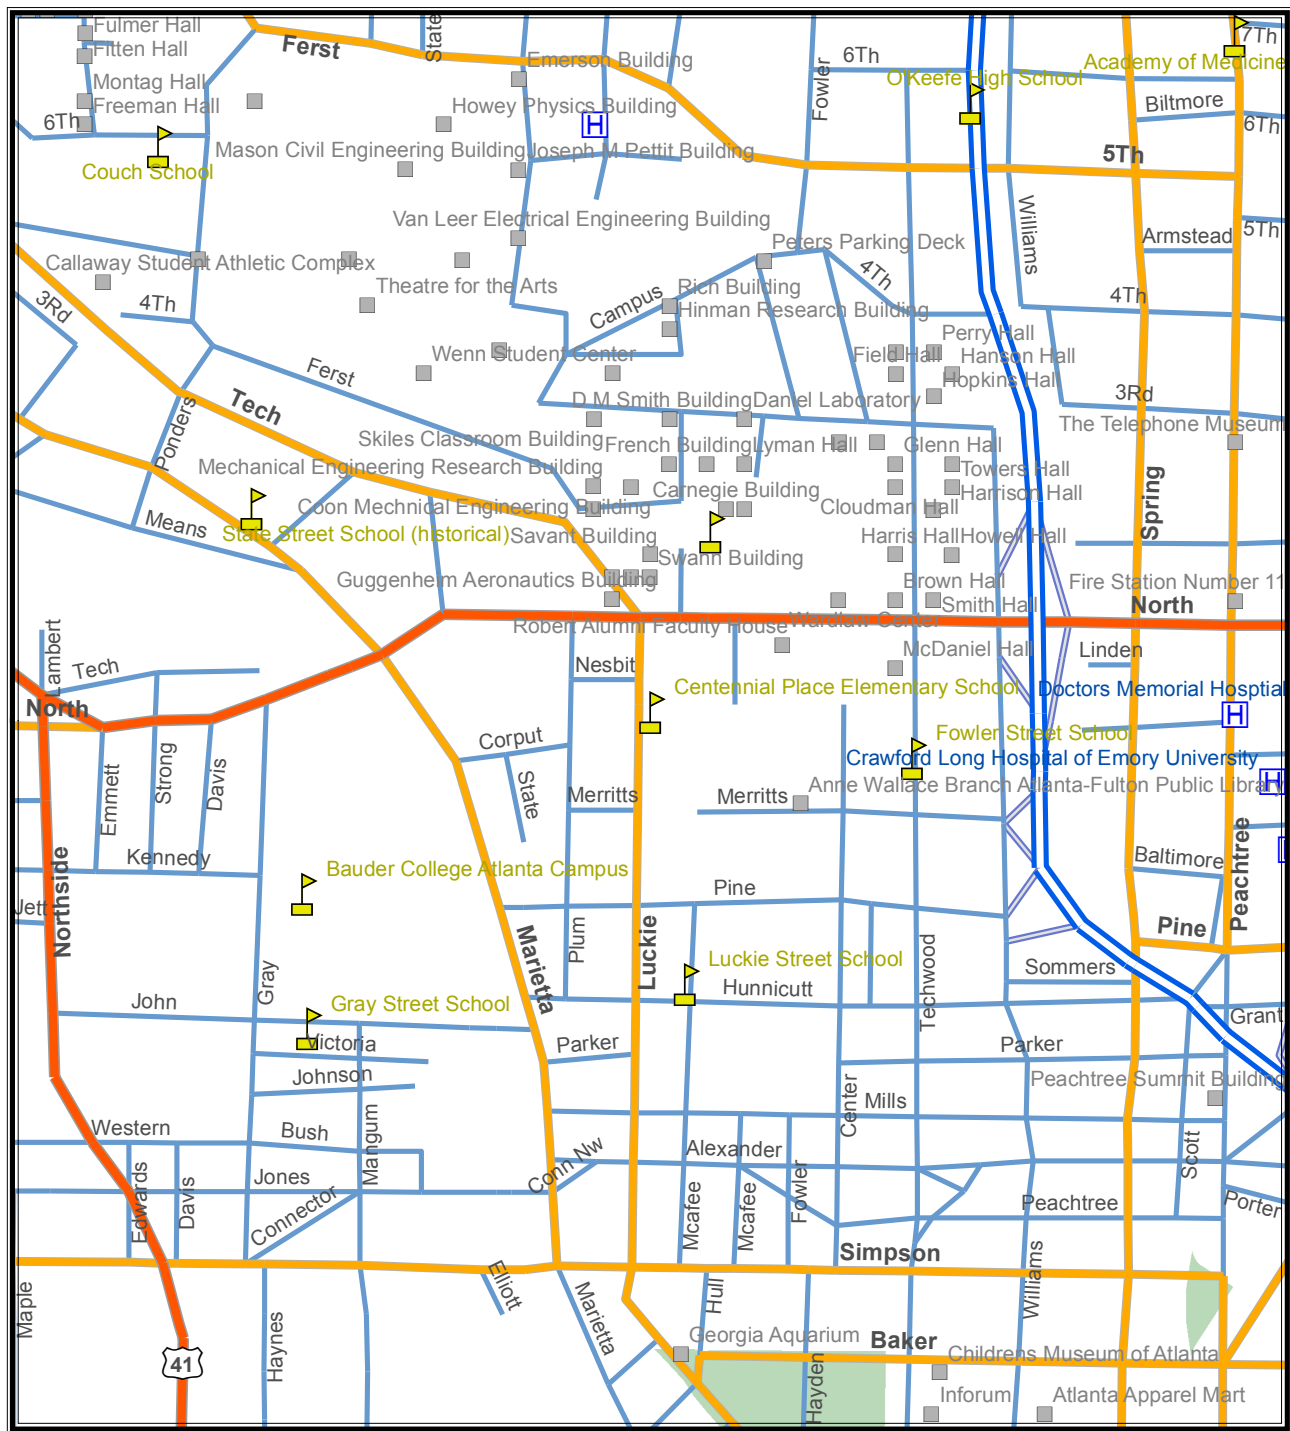 Fulmer Hall
Fitten Hall
Ferst
State
Emerson Building
6Th
Fowler
7Th
Academy of Medicine
O'Keefe High School
Montag Hall
Freeman Hall
Howey Physics Building
H
Biltmore
6Th
6Th
Couch School
Mason Civil Engineering Building
Joseph M Pettit Building
5Th
Van Leer Electrical Engineering Building
Williams
5Th
Armstead
Peters Parking Deck
4Th
Callaway Student Athletic Complex
Theatre for the Arts
Rich Building
Campus
Hinman Research Building
4Th
3Rd
4Th
Perry Hall
Wenn Student Center
Field Hall
Hanson Hall
Hopkins Hall
Ferst
Tech
D M Smith Building
Daniel Laboratory
3Rd
The Telephone Museum
Ponders
Skiles Classroom Building
French Building
Lyman Hall
Glenn Hall
Mechanical Engineering Research Building
Towers Hall
Carnegie Building
Harrison Hall
Spring
Coon Mechnical Engineering Building
Cloudman Hall
Means
State Street School (historical)
Savant Building
Harris Hall
Howell Hall
Swann Building
Guggenheim Aeronautics Building
Brown Hall
Fire Station Number 11
Smith Hall
North
Robert Alumni Faculty House
Wardlaw Center
Lambert
Tech
Nesbit
McDaniel Hall
Linden
Centennial Place Elementary School
Doctors Memorial Hosptial
North
H
Fowler Street School
Corput
Crawford Long Hospital of Emory University
H
Strong
Davis
State
Merritts
Merritts
Anne Wallace Branch Atlanta-Fulton Public Library
Emmett
Kennedy
Peachtree
Baltimore
Northside
Bauder College Atlanta Campus
Pine
Jett
Pine
Plum
Luckie
Marietta
Techwood
Luckie Street School
Gray
Sommers
Hunnicutt
John
Gray Street School
Grant
Victoria
Parker
Parker
Johnson
Peachtree Summit Building
Center
Mills
Western
Bush
Mangum
Alexander
Scott
Conn Nw
Jones
Edwards
Davis
Connector
Mcafee
Mcafee
Fowler
Peachtree
Porter
Simpson
Maple
Elliott
Marietta
Hull
Williams
Haynes
Georgia Aquarium
Baker
Childrens Museum of Atlanta
41
Hayden
Inforum
Atlanta Apparel Mart